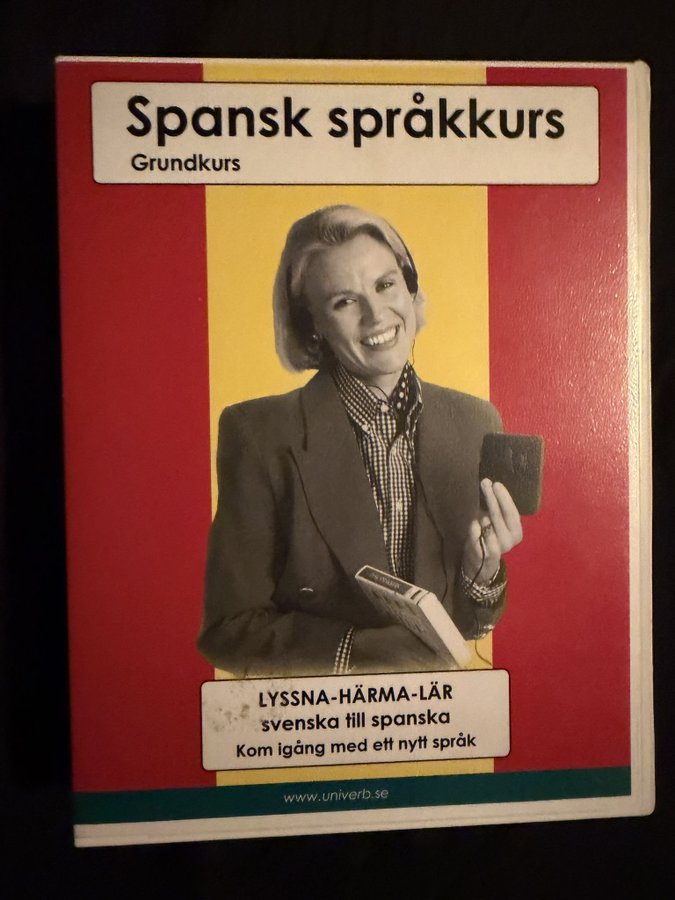 Spansk språkkurs
Grundkurs
LYSSNA-HÄRMA-LÄR
svenska till spanska
Kom igång med ett nytt språk
www.univerb.se